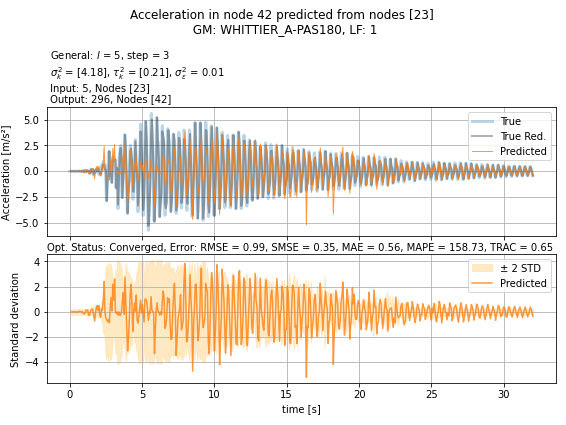 Acceleration in node 42 predicted from nodes [23]
GM: WHITTIER_A-PAS180, LF: 1
General: l = 5, step = 3
σ²ₖ = [4.18], τ²ₖ = [0.21], σ²ε = 0.01
Input: 5, Nodes [23]
Output: 296, Nodes [42]
Acceleration [m/s²]
5.0
2.5
0.0
−2.5
−5.0
True
True Red.
Predicted
Opt. Status: Converged, Error: RMSE = 0.99, SMSE = 0.35, MAE = 0.56, MAPE = 158.73, TRAC = 0.65
Standard deviation
4
2
0
−2
−4
± 2 STD
Predicted
0 5 10 15 20 25 30
time [s]